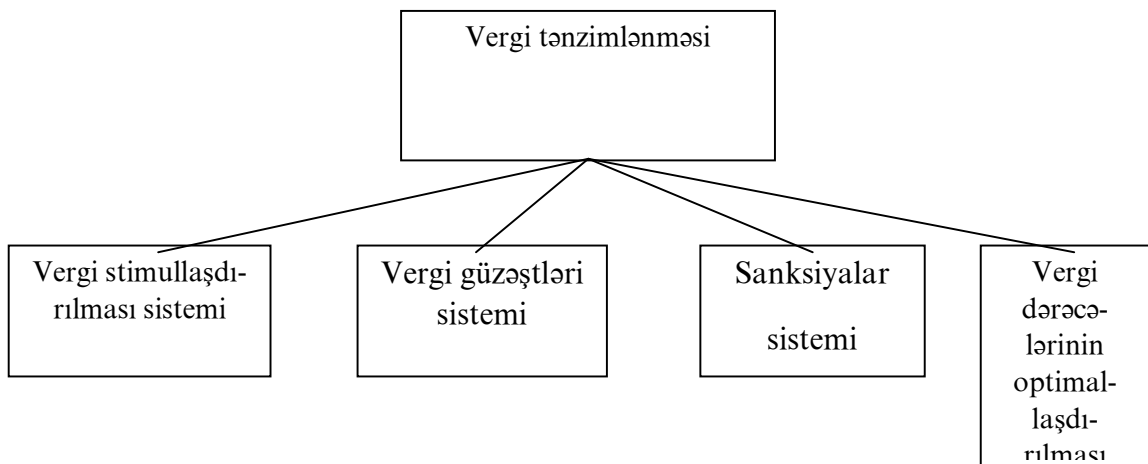 Vergi tənzimlənməsi
Vergi stimullaşdı-
rılması sistemi
Vergi güzəştləri
sistemi
Sanksiyalar
sistemi
Vergi
dərəcə-
lərinin
optimal-
laşdı-
rılması